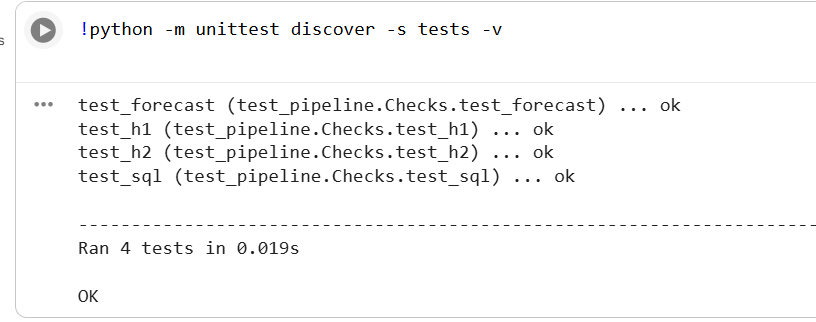 s
!python -m unittest discover -s tests -v
test_forecast (test_pipeline.Checks.test_forecast) ... ok
test_h1 (test_pipeline.Checks.test_h1) ... ok
test_h2 (test_pipeline.Checks.test_h2) ... ok
test_sql (test_pipeline.Checks.test_sql) ... ok
----------------------------------------------------------------------
Ran 4 tests in 0.019s
OK